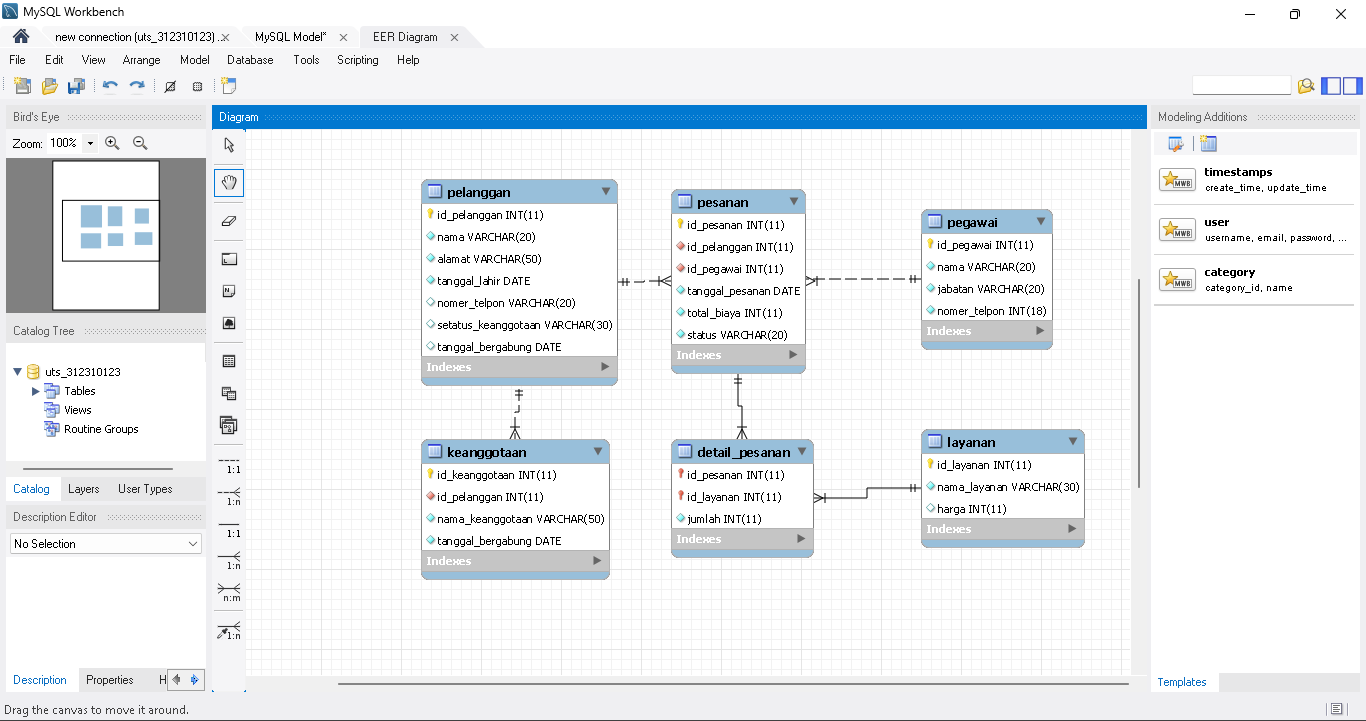 MySQL Workbench
new connection (uts_312310123) ..
MySQL Model*
EER Diagram
File Edit View Arrange Model Database Tools Scripting Help
Bird's Eye
Zoom: 100%
Catalog Tree
uts_312310123
Tables
Views
Routine Groups
Catalog Layers User Types
Description Editor
No Selection
Description Properties H
Diagram
1:1
1:n
1:1
1:n
n:m
1:n
pelanggan
id_pelanggan INT(11)
nama VARCHAR(20)
alamat VARCHAR(50)
tanggal_lahir DATE
nomer_telpon VARCHAR(20)
setatus_keanggotaan VARCHAR(30)
tanggal_bergabung DATE
Indexes
pesanan
id_pesanan INT(11)
id_pelanggan INT(11)
id_pegawai INT(11)
tanggal_pesanan DATE
total_biaya INT(11)
status VARCHAR(20)
Indexes
pegawai
id_pegawai INT(11)
nama VARCHAR(20)
jabatan VARCHAR(20)
nomer_telpon INT(18)
Indexes
keanggotaan
id_keanggotaan INT(11)
id_pelanggan INT(11)
nama_keanggotaan VARCHAR(50)
tanggal_bergabung DATE
Indexes
detail_pesanan
id_pesanan INT(11)
id_layanan INT(11)
jumlah INT(11)
Indexes
layanan
id_layanan INT(11)
nama_layanan VARCHAR(30)
harga INT(11)
Indexes
Modeling Additions
MWB
timestamps
create_time, update_time
MWB
user
username, email, password, ...
MWB
category
category_id, name
Templates
Drag the canvas to move it around.